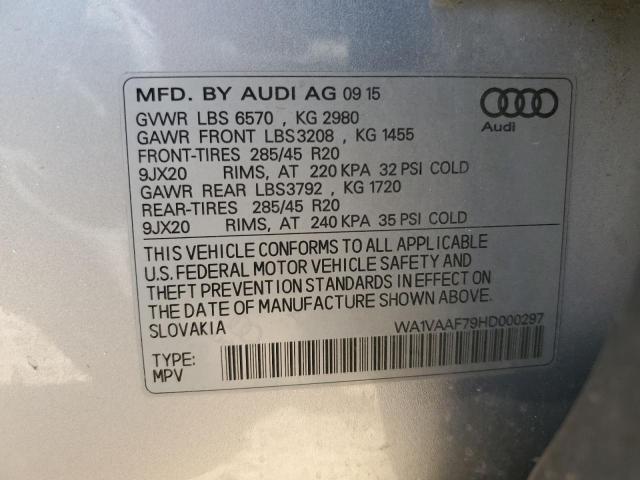 MFD. BY AUDI AG 09 15
GVWR LBS 6570 , KG 2980
GAWR FRONT LBS3208 , KG 1455
FRONT-TIRES 285/45 R20
9JX20 RIMS, AT 220 KPA 32 PSI COLD
GAWR REAR LBS3792 , KG 1720
REAR-TIRES 285/45 R20
9JX20 RIMS, AT 240 KPA 35 PSI COLD
Audi
THIS VEHICLE CONFORMS TO ALL APPLICABLE
U.S. FEDERAL MOTOR VEHICLE SAFETY AND
THEFT PREVENTION STANDARDS IN EFFECT ON
THE DATE OF MANUFACTURE SHOWN ABOVE.
SLOVAKIA WA1VAAF79HD000297
TYPE:
MPV